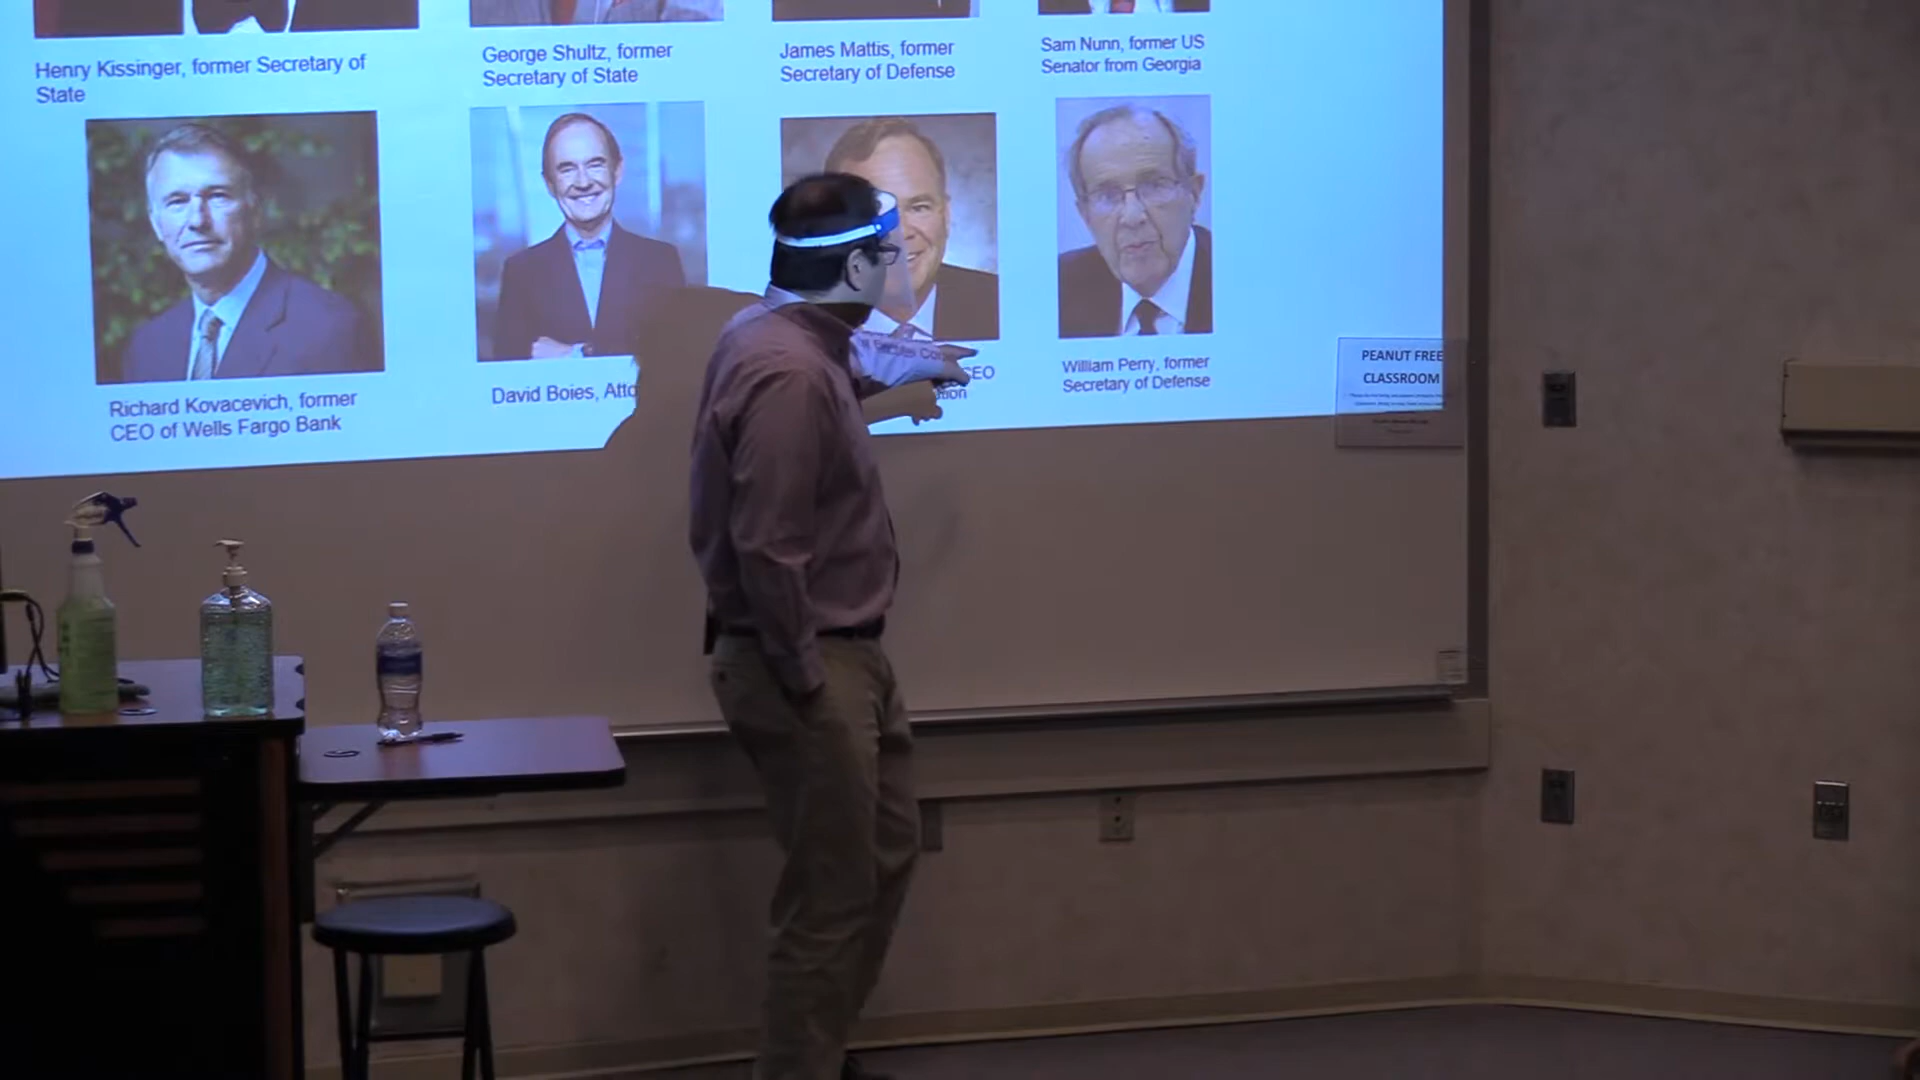 Henry Kissinger, former Secretary of
State
George Shultz, former
Secretary of State
James Mattis, former
Secretary of Defense
Sam Nunn, former US
Senator from Georgia
Richard Kovacevich, former
CEO of Wells Fargo Bank
David Boies, Atto
CEO
William Perry, former
Secretary of Defense
PEANUT FREE
CLASSROOM